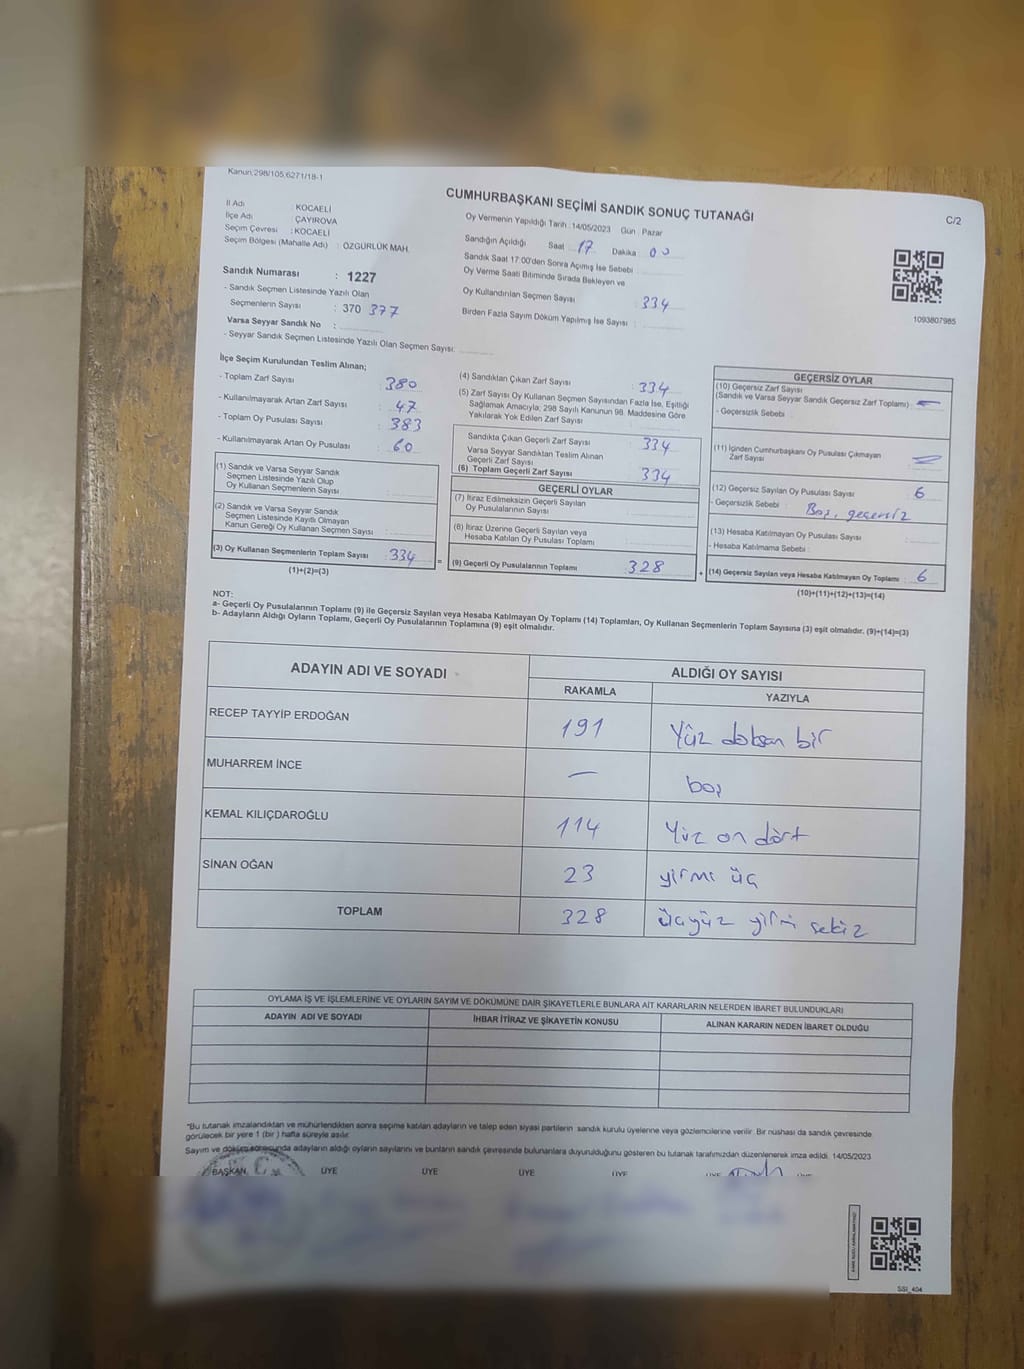 Kanun:298/105,6271/18-1
CUMHURBAŞKANI SEÇİMİ SANDIK SONUÇ TUTANAĞI
C/2
İl Adı KOCAELİ
İlçe Adı ÇAYIROVA
Seçim Çevresi : KOCAELİ
Seçim Bölgesi (Mahalle Adı) : ÖZGÜRLÜK MAH.
Sandık Numarası : 1227
- Sandık Seçmen Listesinde Yazılı Olan
Seçmenlerin Sayısı : 370 377
Varsa Seyyar Sandık No :
- Seyyar Sandık Seçmen Listesinde Yazılı Olan Seçmen Sayısı:
Oy Vermenin Yapıldığı Tarih : 14/05/2023 Gün : Pazar
Sandığın Açıldığı Saat : 17 Dakika : 00
Sandık Saat 17.00'den Sonra Açımış İse Sebebi
Oy Verme Saati Bitiminde Sırada Bekleyen ve
Oy Kullandırılan Seçmen Sayısı : 334
Birden Fazla Sayım Döküm Yapılmış İse Sayısı :
1093807985
İlçe Seçim Kurulundan Teslim Alınan;
- Toplam Zarf Sayısı : 380
- Kullanılmayarak Artan Zarf Sayısı : 47
- Toplam Oy Pusulası Sayısı : 383
- Kullanılmayarak Artan Oy Pusulası : 60
(1) Sandık ve Varsa Seyyar Sandık
Seçmen Listesinde Yazılı Olup
Oy Kullanan Seçmenlerin Sayısı :
(2) Sandık ve Varsa Seyyar Sandık
Seçmen Listesinde Kayıtlı Olmayan
Kanun Gereği Oy Kullanan Seçmen Sayısı :
(3) Oy Kullanan Seçmenlerin Toplam Sayısı : 334 =
(1)+(2)=(3)
(4) Sandıktan Çıkan Zarf Sayısı : 334
(5) Zarf Sayısı Oy Kullanan Seçmen Sayısından Fazla İse, Eşitliği
Sağlamak Amacıyla; 298 Sayılı Kanunun 98. Maddesine Göre
Yakılarak Yok Edilen Zarf Sayısı :
Sandıkta Çıkan Geçerli Zarf Sayısı : 334
Varsa Seyyar Sandıktan Teslim Alınan
Geçerli Zarf Sayısı :
(6) Toplam Geçerli Zarf Sayısı : 334
GEÇERLİ OYLAR
(7) İtiraz Edilmeksizin Geçerli Sayılan
Oy Pusulalarının Sayısı :
(8) İtiraz Üzerine Geçerli Sayılan veya
Hesaba Katılan Oy Pusulası Toplamı :
(9) Geçerli Oy Pusulalarının Toplamı : 328 +
GEÇERSİZ OYLAR
(10) Geçersiz Zarf Sayısı
(Sandık ve Varsa Seyyar Sandık Geçersiz Zarf Toplamı) : —
- Geçersizlik Sebebi :
(11) İçinden Cumhurbaşkanı Oy Pusulası Çıkmayan
Zarf Sayısı :
(12) Geçersiz Sayılan Oy Pusulası Sayısı : 6
- Geçersizlik Sebebi : Boş, geçersiz
(13) Hesaba Katılmayan Oy Pusulası Sayısı :
- Hesaba Katılmama Sebebi :
(14) Geçersiz Sayılan veya Hesaba Katılmayan Oy Toplamı : 6
(10)+(11)+(12)+(13)=(14)
NOT:
a- Geçerli Oy Pusulalarının Toplamı (9) ile Geçersiz Sayılan veya Hesaba Katılmayan Oy Toplamı (14) Toplamları, Oy Kullanan Seçmenlerin Toplam Sayısına (3) eşit olmalıdır. (9)+(14)=(3)
b- Adayların Aldığı Oyların Toplamı, Geçerli Oy Pusulalarının Toplamına (9) eşit olmalıdır.
ADAYIN ADI VE SOYADI ALDIĞI OY SAYISI
RAKAMLA YAZIYLA
RECEP TAYYİP ERDOĞAN 191 Yüz doksan bir
MUHARREM İNCE — boş
KEMAL KILIÇDAROĞLU 114 Yüz on dört
SİNAN OĞAN 23 yirmi üç
TOPLAM 328 üçyüz yirmi sekiz
OYLAMA İŞ VE İŞLEMLERİNE VE OYLARIN SAYIM VE DÖKÜMÜNE DAİR ŞİKAYETLERLE BUNLARA AİT KARARLARIN NELERDEN İBARET BULUNDUKLARI
ADAYIN ADI VE SOYADI İHBAR İTİRAZ VE ŞİKAYETİN KONUSU ALINAN KARARIN NEDEN İBARET OLDUĞU
*Bu tutanak imzalandıktan ve mühürlendikten sonra seçime katılan adayların ve talep eden siyasi partilerin sandık kurulu üyelerine veya gözlemcilerine verilir. Bir nüshası da sandık çevresinde
görülecek bir yere 1 (bir ) hafta süreyle asılır.
Sayım ve döküm sonucunda adayların aldığı oyların sayılarını ve bunların sandık çevresinde bulunanlara duyurulduğunu gösteren bu tutanak tarafımızdan düzenlenerek imza edildi. 14/05/2023
BAŞKAN ÜYE ÜYE ÜYE ÜYE ÜYE ÜYE
SSI_404